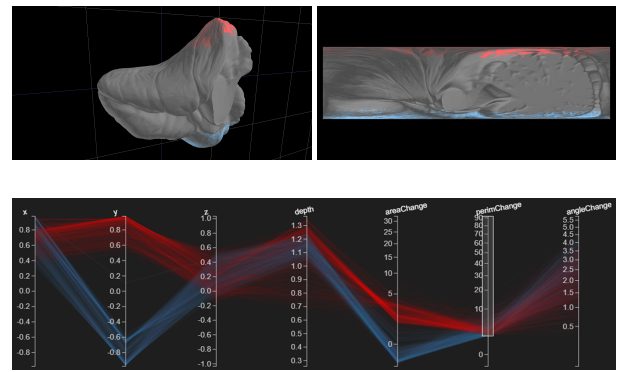 x y z depth areaChange perimChange angleChange
0.8 0.6 0.4 0.2 0.0 -0.2 -0.4 -0.6 -0.8
0.8 0.6 0.4 0.2 0.0 -0.2 -0.4 -0.6 -0.8
1.0 0.8 0.6 0.4 0.2 0.0 -0.2 -0.4 -0.6 -0.8 -1.0
1.3 1.2 1.1 1.0 0.9 0.8 0.7 0.6 0.5 0.4 0.3
30 25 20 15 10 5 0
90 80 70 60 50 40 30 20 10 0
5.5 5.0 4.5 4.0 3.5 3.0 2.5 2.0 1.5 1.0 0.5